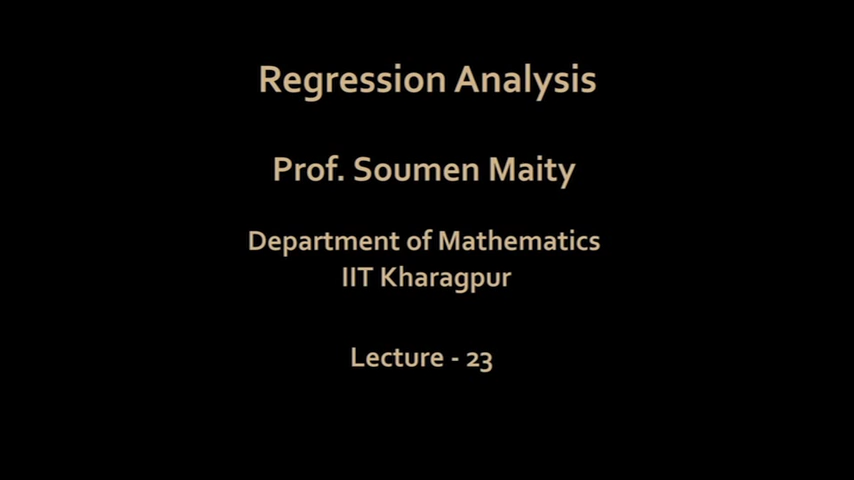 Regression Analysis
Prof. Soumen Maity
Department of Mathematics
IIT Kharagpur
Lecture - 23